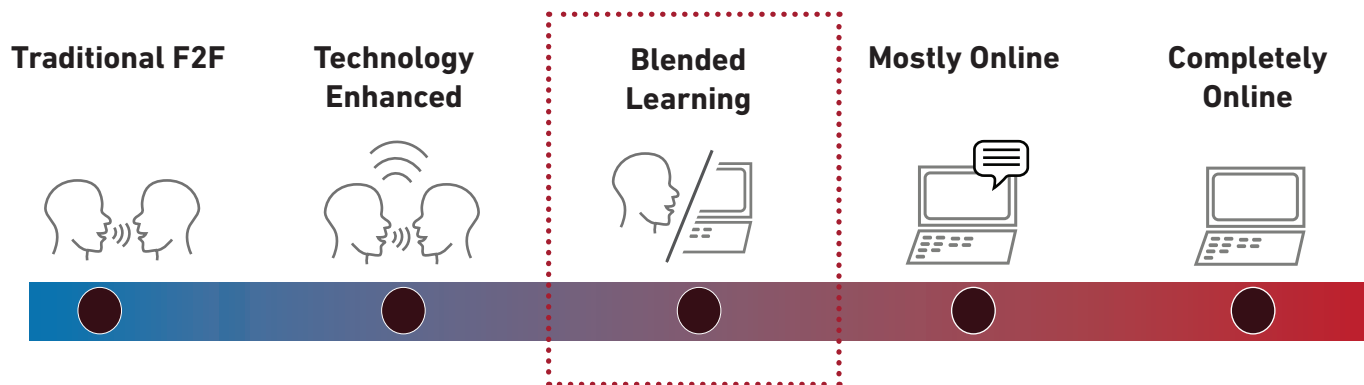 Traditional F2F
Technology
Enhanced
Blended
Learning
Mostly Online
Completely
Online